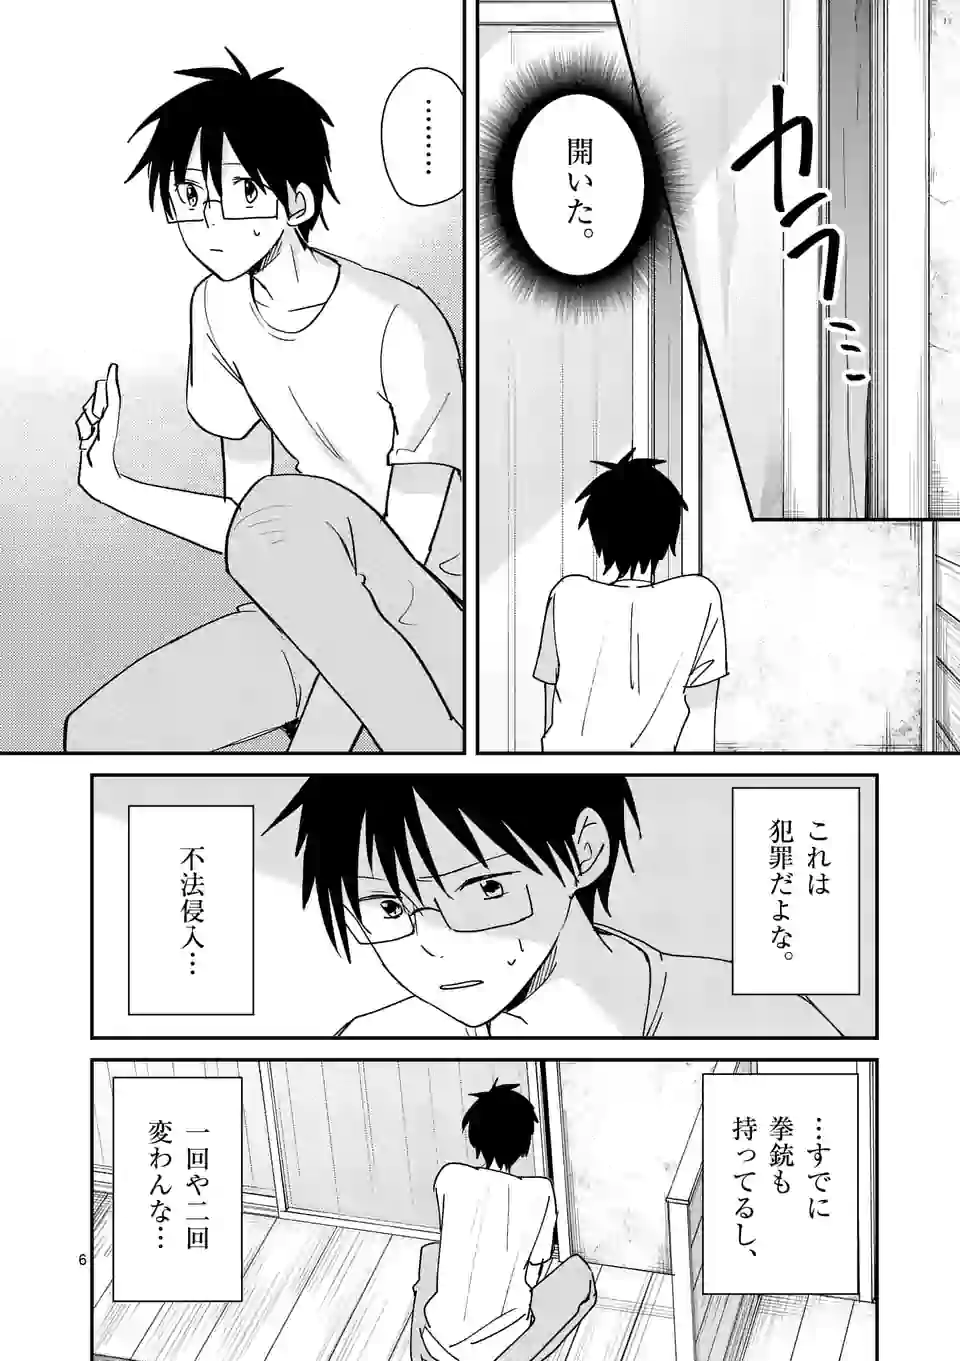 カラ…
開いた。
………
これは
犯罪だよな。
不法侵入…
…すでに
拳銃も
持ってるし、
一回や二回
変わんな…
6